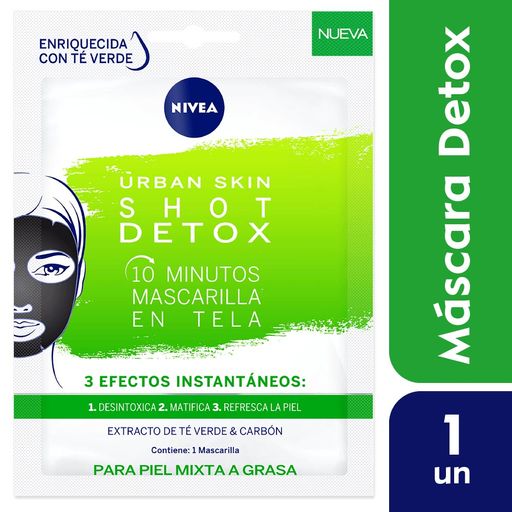 ENRIQUECIDA
CON TÉ VERDE
NUEVA
NIVEA
URBAN SKIN
SHOT
DETOX
10 MINUTOS
MASCARILLA
EN TELA
3 EFECTOS INSTANTÁNEOS:
1. DESINTOXICA 2. MATIFICA 3. REFRESCA LA PIEL
EXTRACTO DE TÉ VERDE & CARBÓN
Contiene: 1 Mascarilla
PARA PIEL MIXTA A GRASA
Máscara Detox
1
un